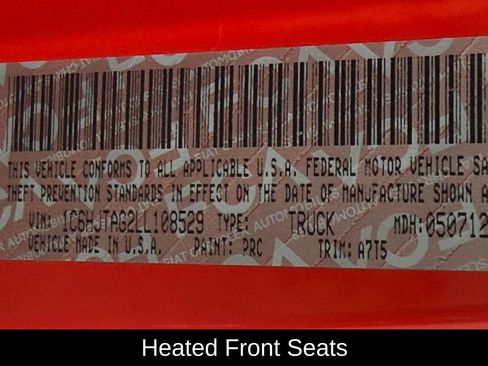 THIS VEHICLE CONFORMS TO ALL APPLICABLE U.S.A. FEDERAL MOTOR VEHICLE SA
THEFT PREVENTION STANDARDS IN EFFECT ON THE DATE OF MANUFACTURE SHOWN A
VIN: 1C6HJTAG2LL108529 TYPE: TRUCK MDH:050712
VEHICLE MADE IN U.S.A. PAINT: PRC TRIM: A7T5
Heated Front Seats